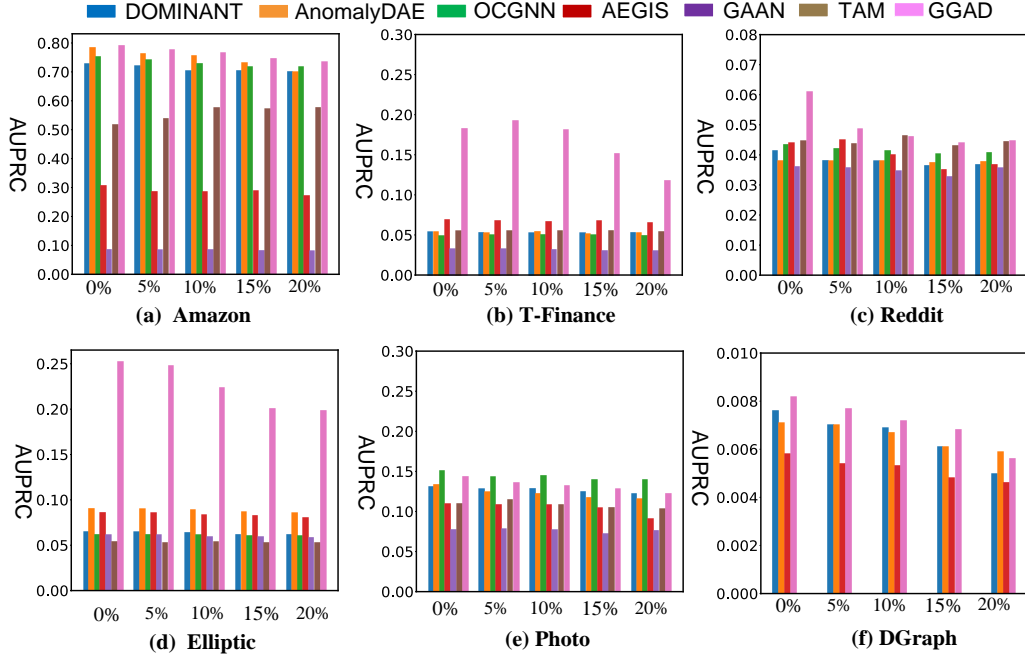 DOMINANT AnomalyDAE OCGNN AEGIS GAAN TAM GGAD
AUPRC
0.80
0.70
0.60
0.50
0.40
0.30
0.20
0.10
0.00
0% 5% 10% 15% 20%
(a) Amazon
AUPRC
0.30
0.25
0.20
0.15
0.10
0.05
0.00
0% 5% 10% 15% 20%
(b) T-Finance
AUPRC
0.08
0.07
0.06
0.05
0.04
0.03
0.02
0.01
0.00
0% 5% 10% 15% 20%
(c) Reddit
AUPRC
0.25
0.20
0.15
0.10
0.05
0.00
0% 5% 10% 15% 20%
(d) Elliptic
AUPRC
0.30
0.25
0.20
0.15
0.10
0.05
0.00
0% 5% 10% 15% 20%
(e) Photo
AUPRC
0.010
0.008
0.006
0.004
0.002
0.000
0% 5% 10% 15% 20%
(f) DGraph